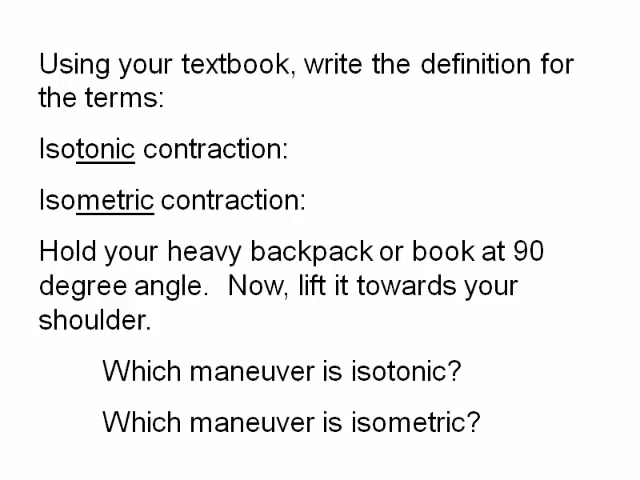 Using your textbook, write the definition for
the terms:
Isotonic contraction:
Isometric contraction:
Hold your heavy backpack or book at 90
degree angle.  Now, lift it towards your
shoulder.
Which maneuver is isotonic?
Which maneuver is isometric?